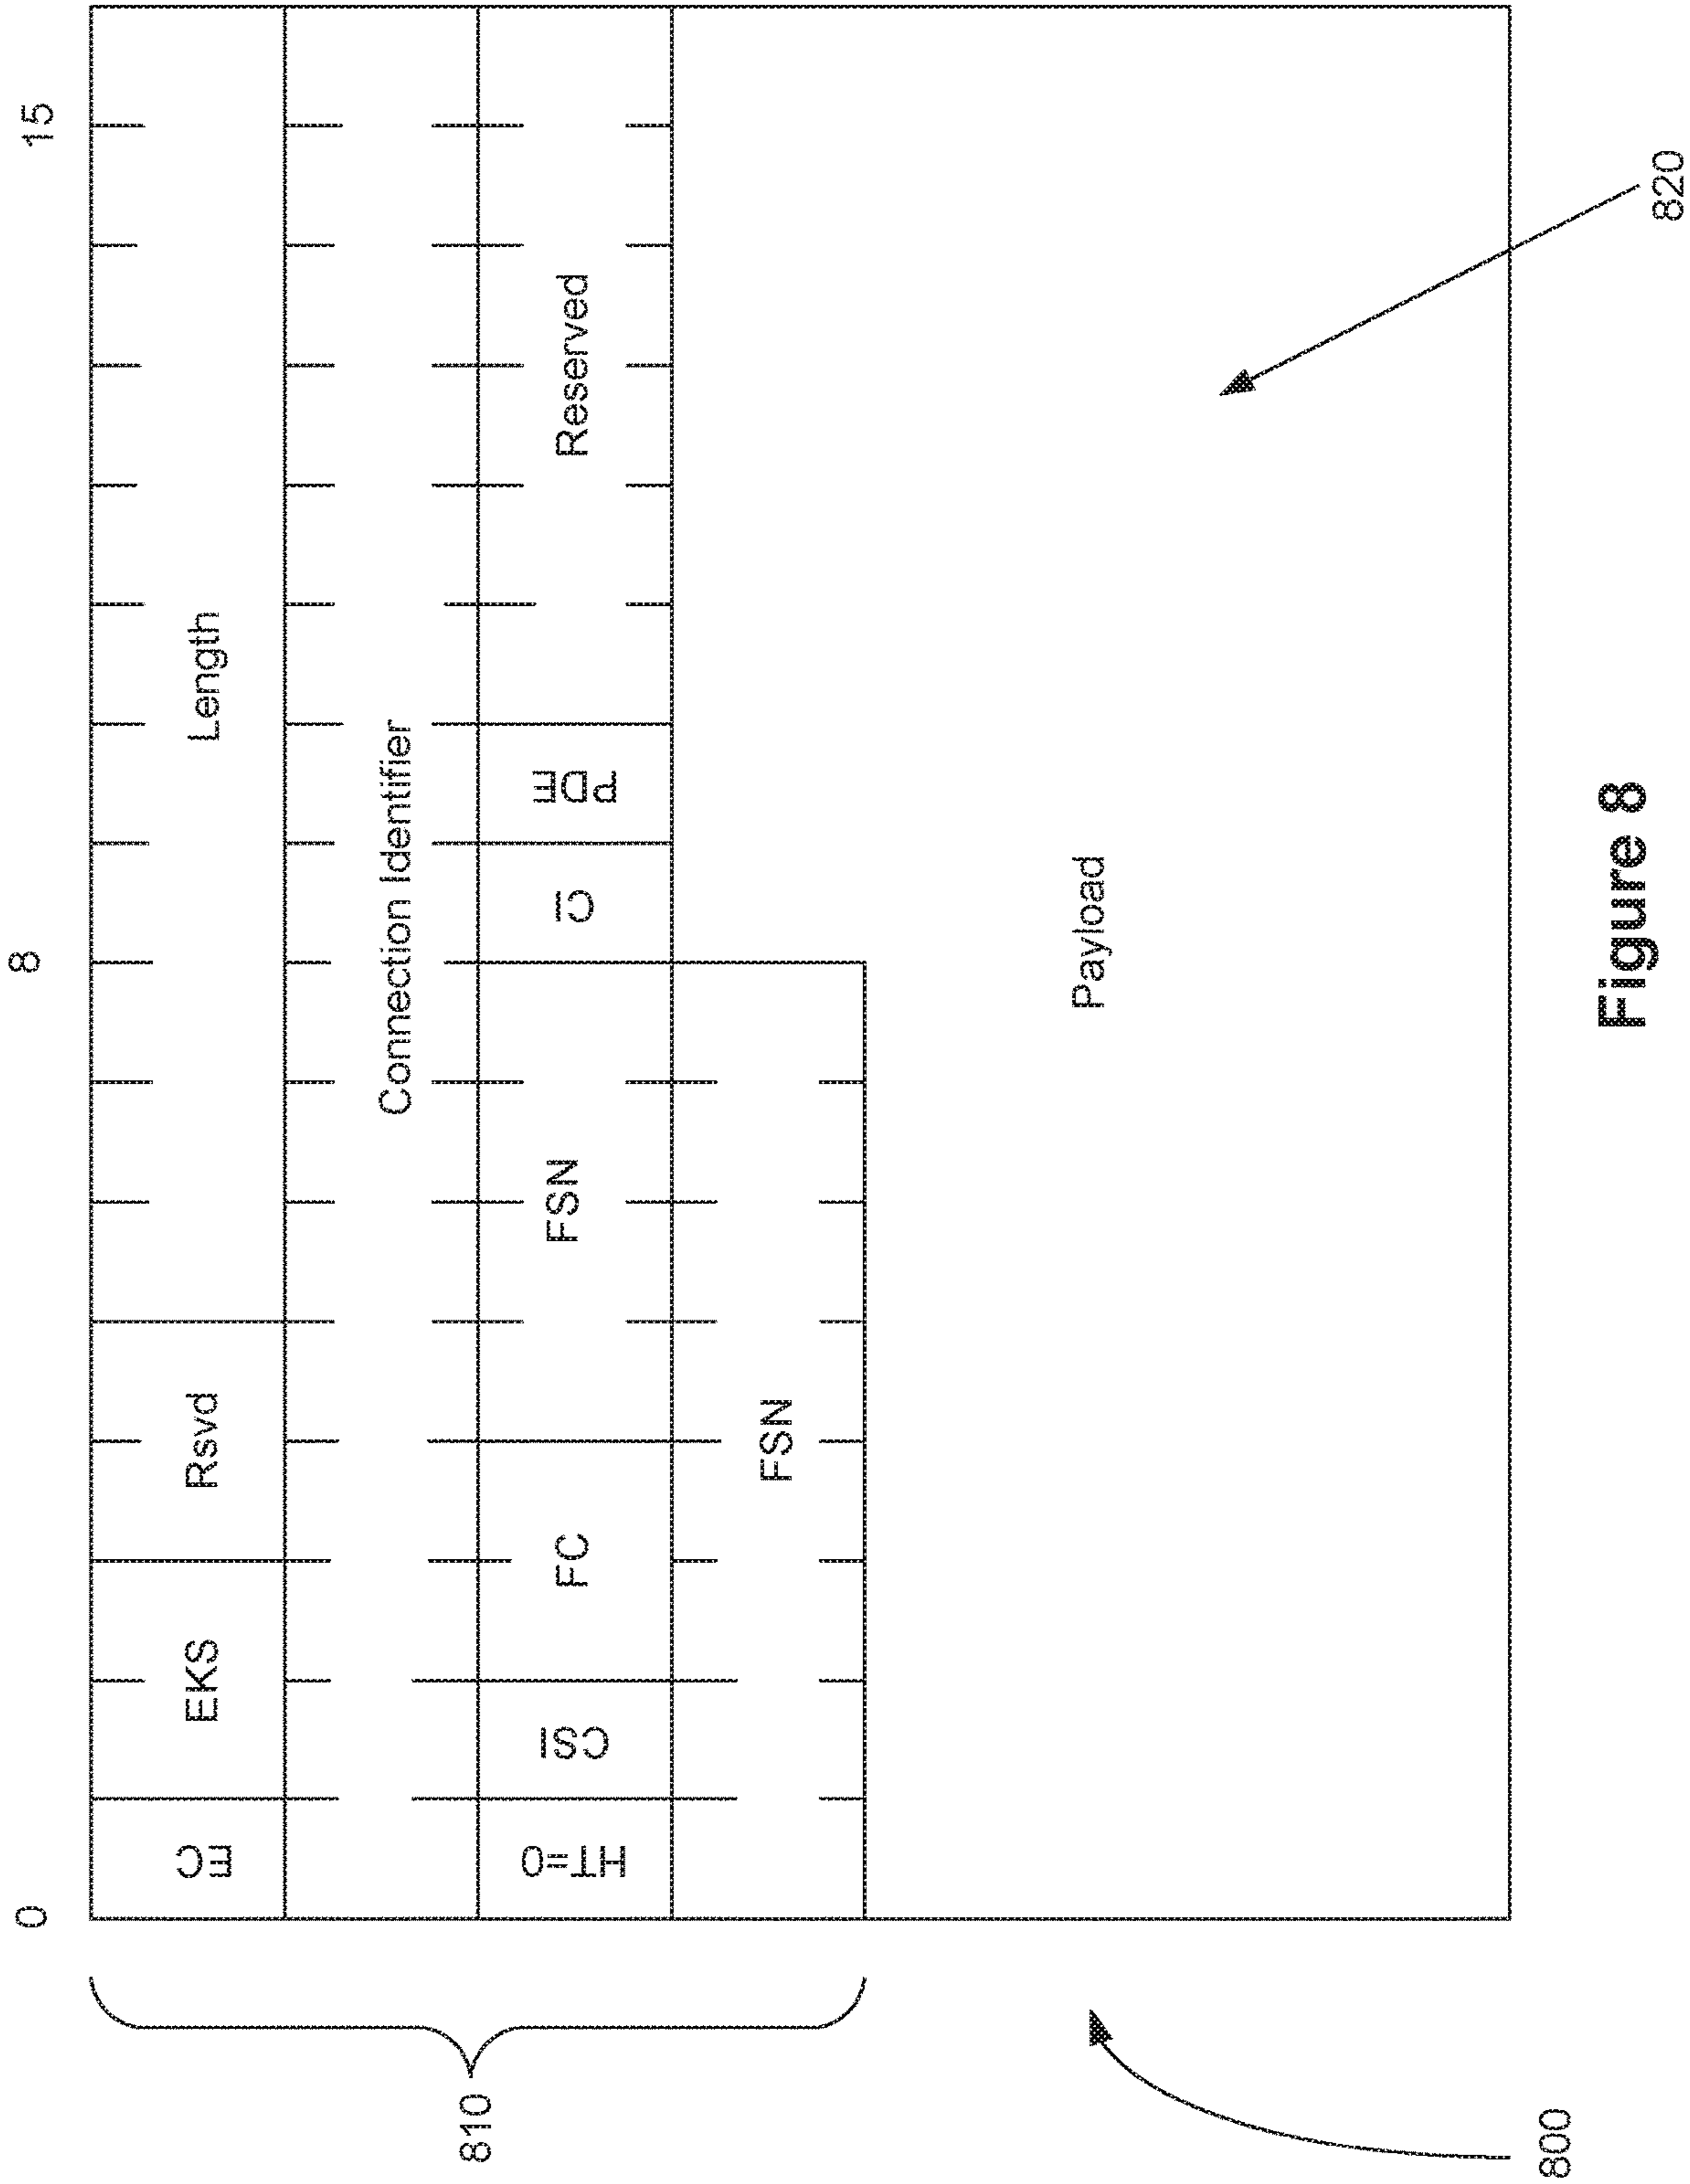 0 8 15
EC EKS Rsvd Length
Connection Identifier
HT=0 CSI FC FSN CI PDE Reserved
FSN
Payload
810
800
820
Figure 8